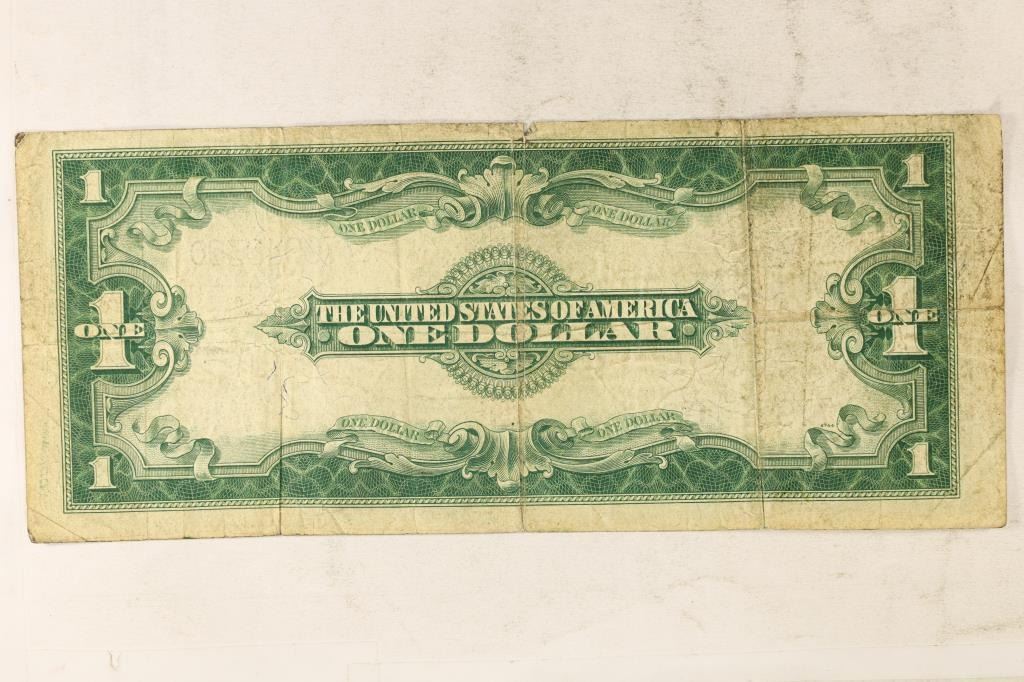 1 1
ONE DOLLAR ONE DOLLAR
THE UNITED STATES OF AMERICA
1 ONE ONE DOLLAR 1 ONE
ONE DOLLAR ONE DOLLAR
1 1